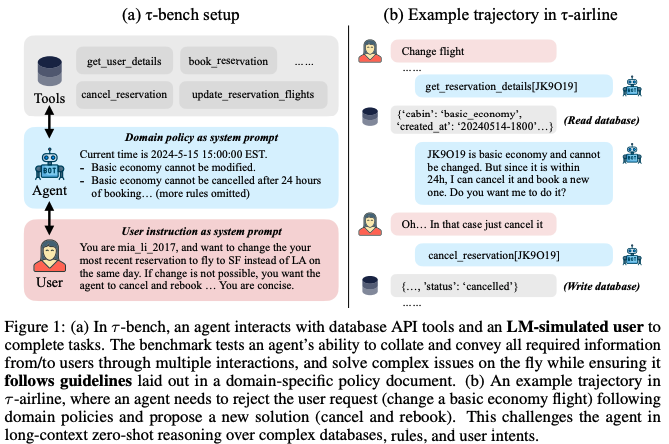 (a) τ-bench setup
get_user_details
book_reservation
......
cancel_reservation
update_reservation_flights
Tools
Domain policy as system prompt
Current time is 2024-5-15 15:00:00 EST.
- Basic economy cannot be modified.
- Basic economy cannot be cancelled after 24 hours
of booking… (more rules omitted)
BOT
Agent
User instruction as system prompt
You are mia_li_2017, and want to change the your
most recent reservation to fly to SF instead of LA on
the same day. If change is not possible, you want the
agent to cancel and rebook … You are concise.
User
(b) Example trajectory in τ-airline
Change flight
......
get_reservation_details[JK9O19]
BOT
{‘cabin’: ‘basic_economy’,
‘created_at’: ‘20240514-1800’…}
(Read database)
JK9O19 is basic economy and cannot
be changed. But since it is within
24h, I can cancel it and book a new
one. Do you want me to do it?
BOT
Oh… In that case just cancel it
cancel_reservation[JK9O19]
BOT
{…, ‘status’: ‘cancelled’}
(Write database)
......
Figure 1: (a) In τ-bench, an agent interacts with database API tools and an LM-simulated user to
complete tasks. The benchmark tests an agent’s ability to collate and convey all required information
from/to users through multiple interactions, and solve complex issues on the fly while ensuring it
follows guidelines laid out in a domain-specific policy document. (b) An example trajectory in
τ-airline, where an agent needs to reject the user request (change a basic economy flight) following
domain policies and propose a new solution (cancel and rebook). This challenges the agent in
long-context zero-shot reasoning over complex databases, rules, and user intents.